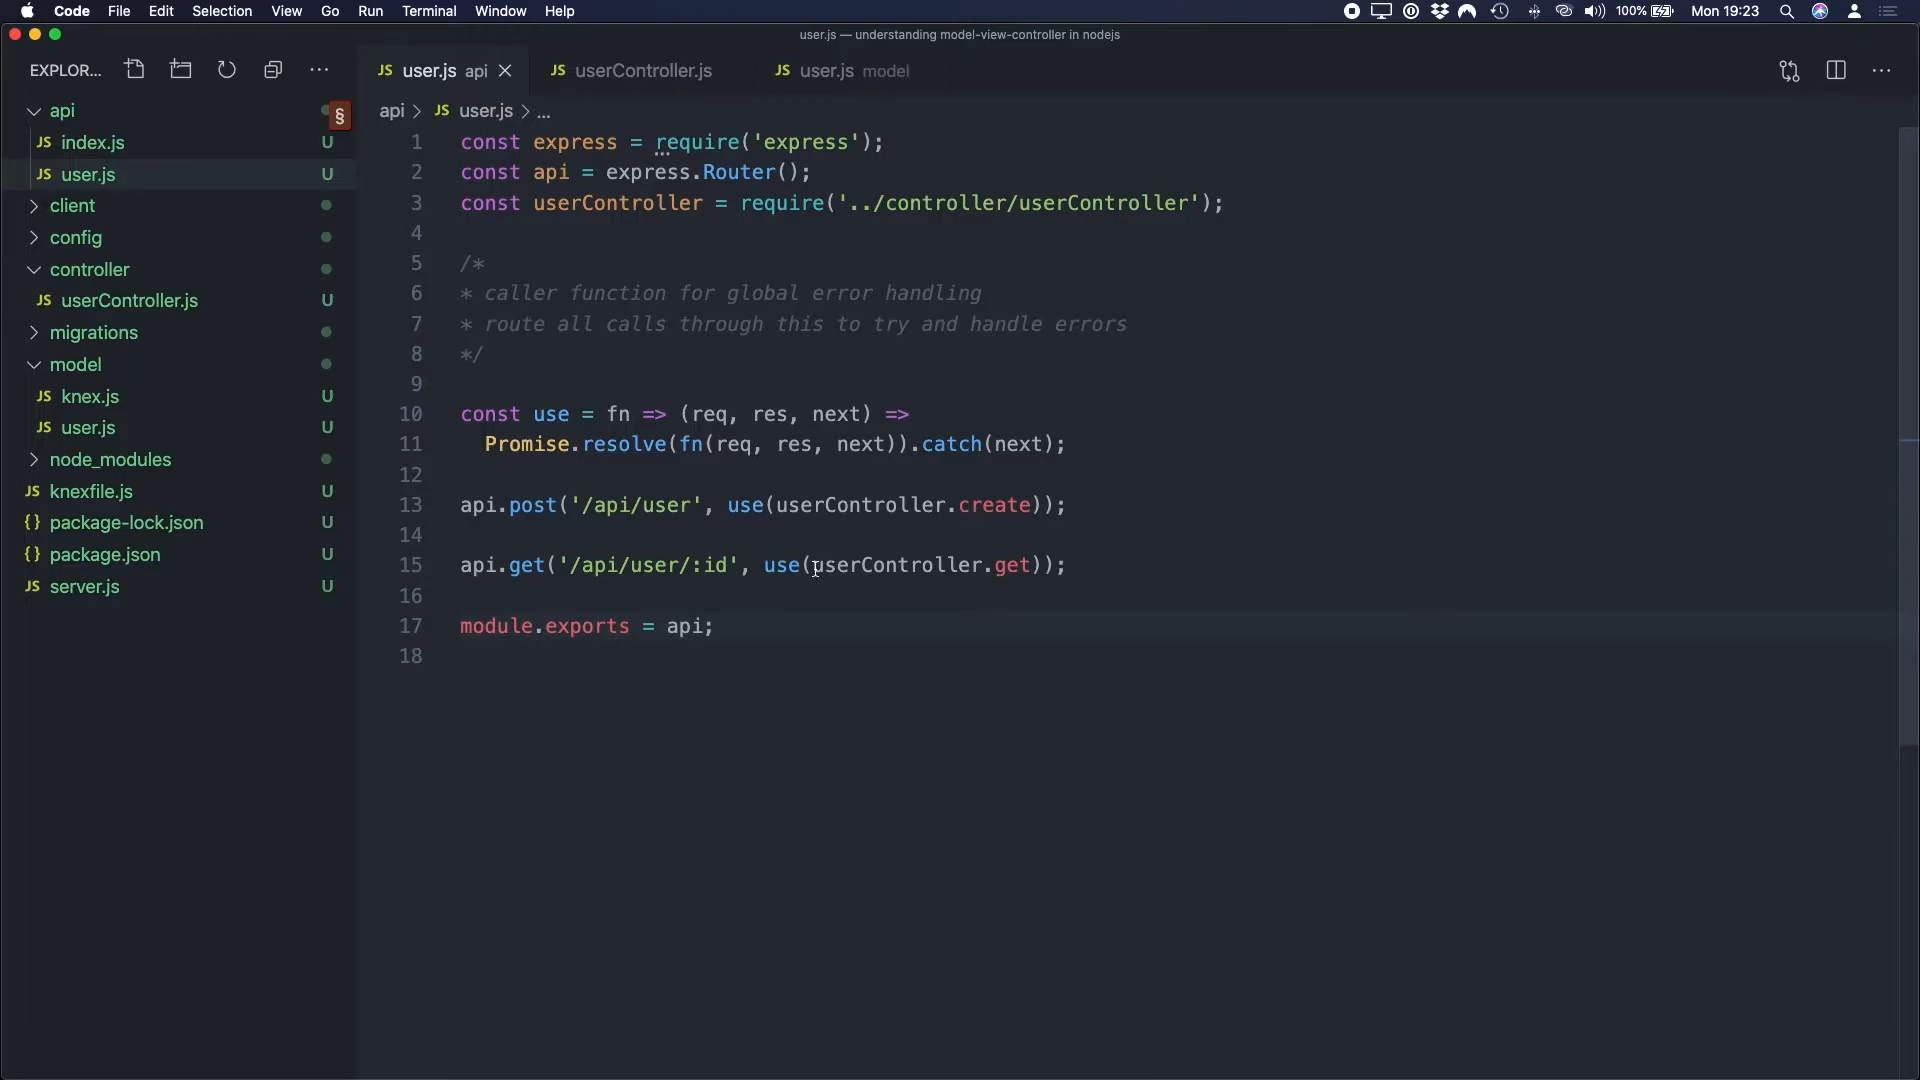 Code File Edit Selection View Go Run Terminal Window Help 100% Mon 19:23
user.js — understanding model-view-controller in nodejs
EXPLOR... ...
JS user.js api JS userController.js JS user.js model ...
api §
JS index.js U
JS user.js U
client
config
controller
JS userController.js U
migrations
model
JS knex.js U
JS user.js U
node_modules
JS knexfile.js U
{} package-lock.json U
{} package.json U
JS server.js U
api > JS user.js > ...
1 const express = require('express');
2 const api = express.Router();
3 const userController = require('../controller/userController');
4
5 /*
6 * caller function for global error handling
7 * route all calls through this to try and handle errors
8 */
9
10 const use = fn => (req, res, next) =>
11 Promise.resolve(fn(req, res, next)).catch(next);
12
13 api.post('/api/user', use(userController.create));
14
15 api.get('/api/user/:id', use(userController.get));
16
17 module.exports = api;
18